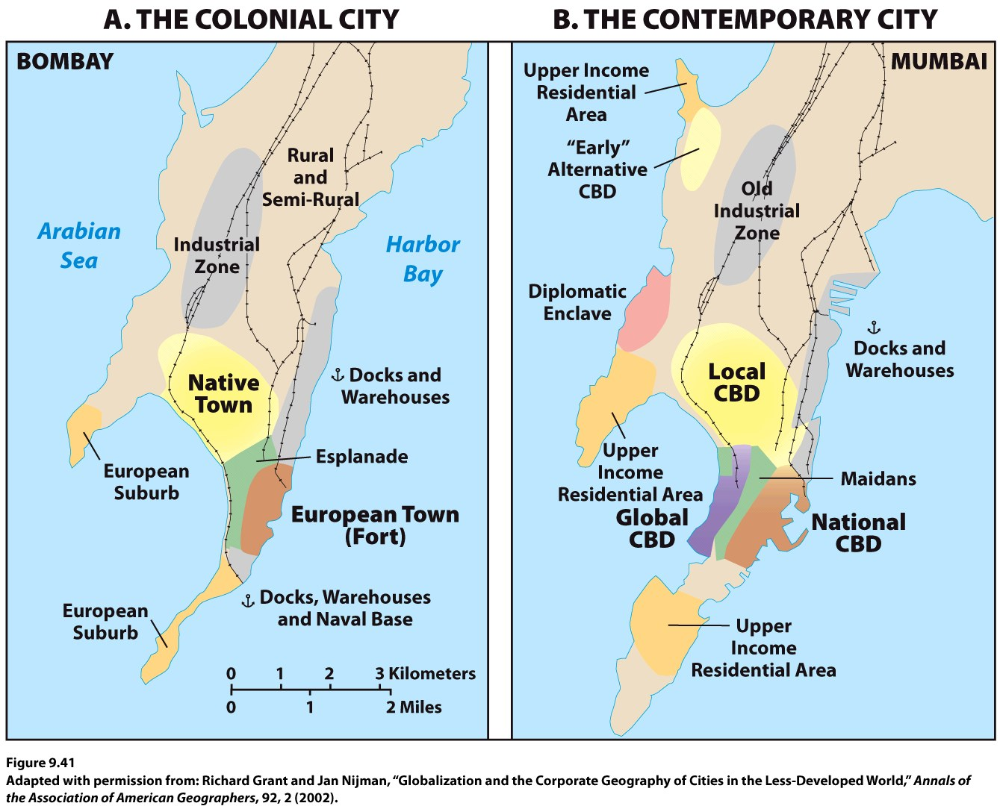 A. THE COLONIAL CITY
BOMBAY
Rural
and
Semi-Rural
Arabian
Sea
Harbor
Bay
Industrial
Zone
Native
Town
Docks and
Warehouses
Esplanade
European
Suburb
European Town
(Fort)
Docks, Warehouses
and Naval Base
European
Suburb
0 1 2 3 Kilometers
0 1 2 Miles
B. THE CONTEMPORARY CITY
MUMBAI
Upper Income
Residential
Area
“Early”
Alternative
CBD
Old
Industrial
Zone
Diplomatic
Enclave
Docks and
Warehouses
Local
CBD
Upper
Income
Residential Area
Maidans
Global
CBD
National
CBD
Upper
Income
Residential Area
Figure 9.41
Adapted with permission from: Richard Grant and Jan Nijman, “Globalization and the Corporate Geography of Cities in the Less-Developed World,” Annals of
the Association of American Geographers, 92, 2 (2002).